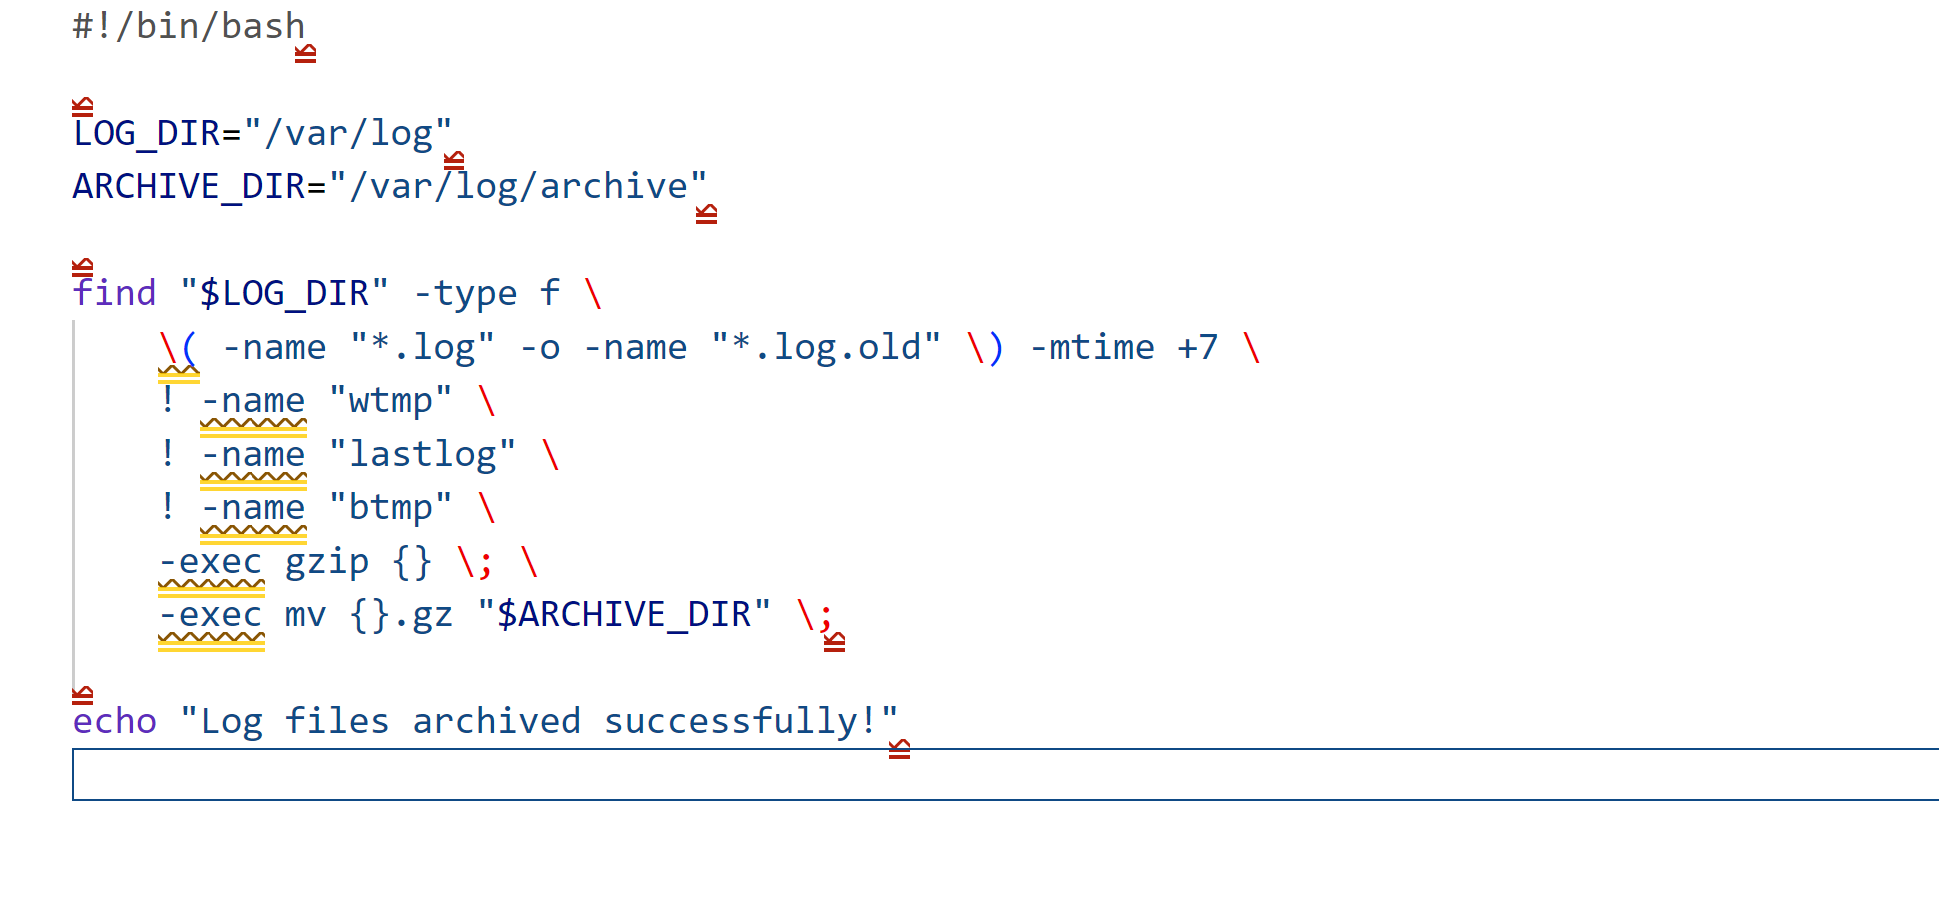 #!/bin/bash
LOG_DIR="/var/log"
ARCHIVE_DIR="/var/log/archive"
find "$LOG_DIR" -type f \
\( -name "*.log" -o -name "*.log.old" \) -mtime +7 \
! -name "wtmp" \
! -name "lastlog" \
! -name "btmp" \
-exec gzip {} \; \
-exec mv {}.gz "$ARCHIVE_DIR" \;
echo "Log files archived successfully!"